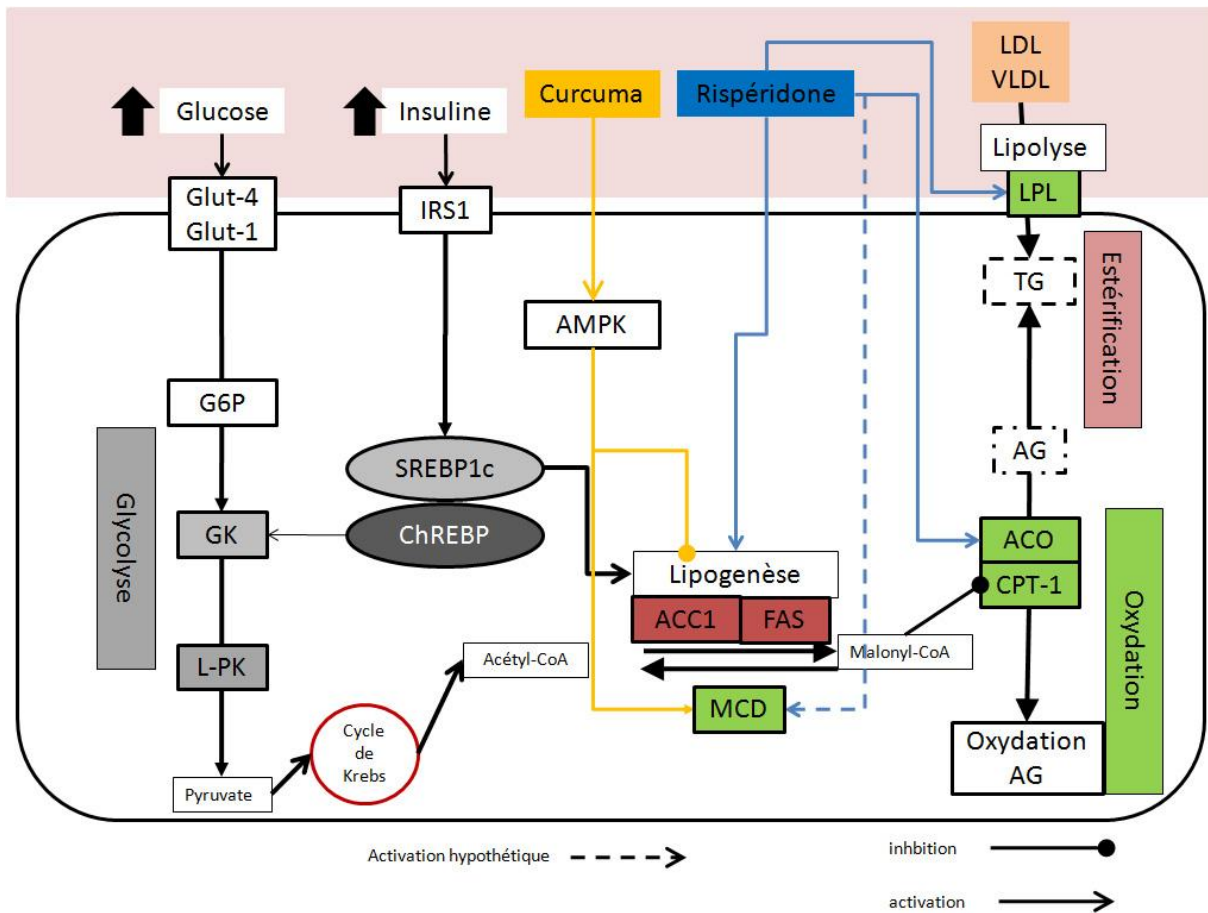 LDL
VLDL
Glucose
Insuline
Curcuma
Rispéridone
Lipolyse
LPL
Glut-4
Glut-1
IRS1
TG
Estérification
AMPK
G6P
AG
SREBP1c
ChREBP
Glycolyse
GK
ACO
CPT-1
Lipogenèse
ACC1
FAS
Malonyl-CoA
Oxydation
L-PK
Acétyl-CoA
MCD
Cycle
de
Krebs
Oxydation
AG
Pyruvate
Activation hypothétique
inhbition
activation